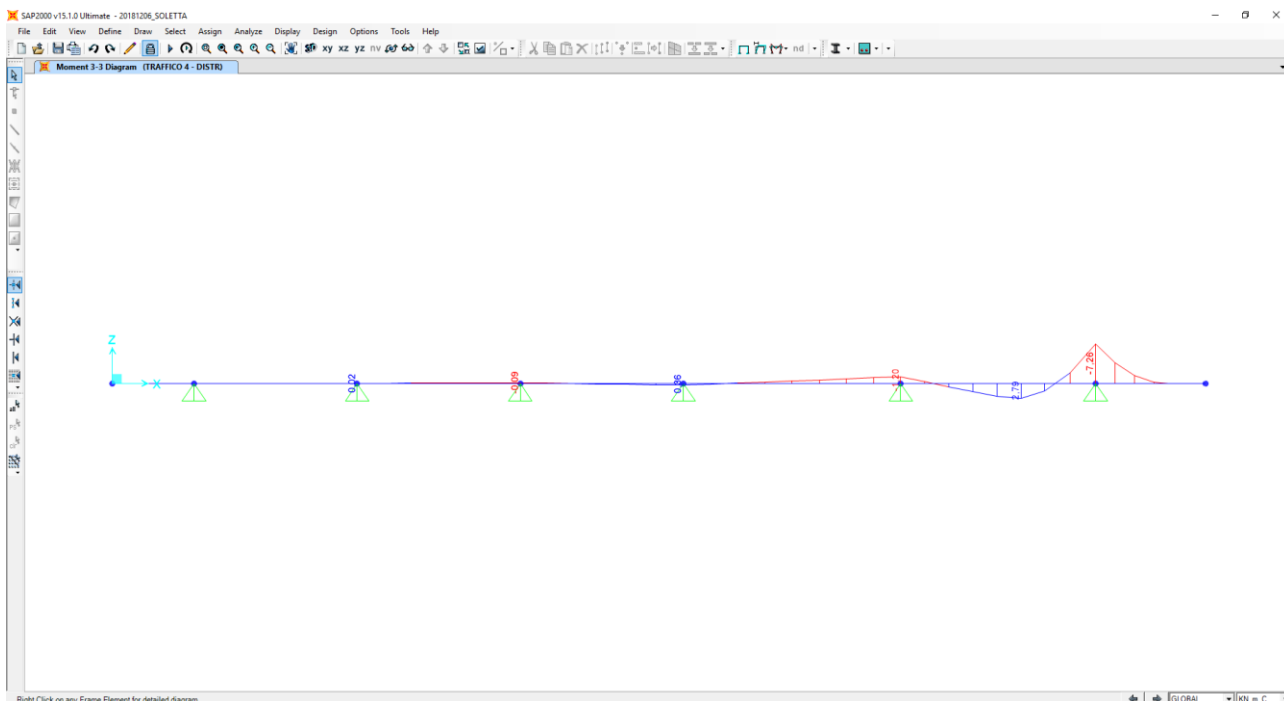 SAP2000 v15.1.0 Ultimate - 20181206_SOLETTA
File Edit View Define Draw Select Assign Analyze Display Design Options Tools Help
xy xz yz nv nd
Moment 3-3 Diagram (TRAFFICO 4 - DISTR)
Z
X
0.02
-0.09
0.36
-1.20
2.79
-7.26
Right Click on any Frame Element for detailed diagram
GLOBAL KN, m, C